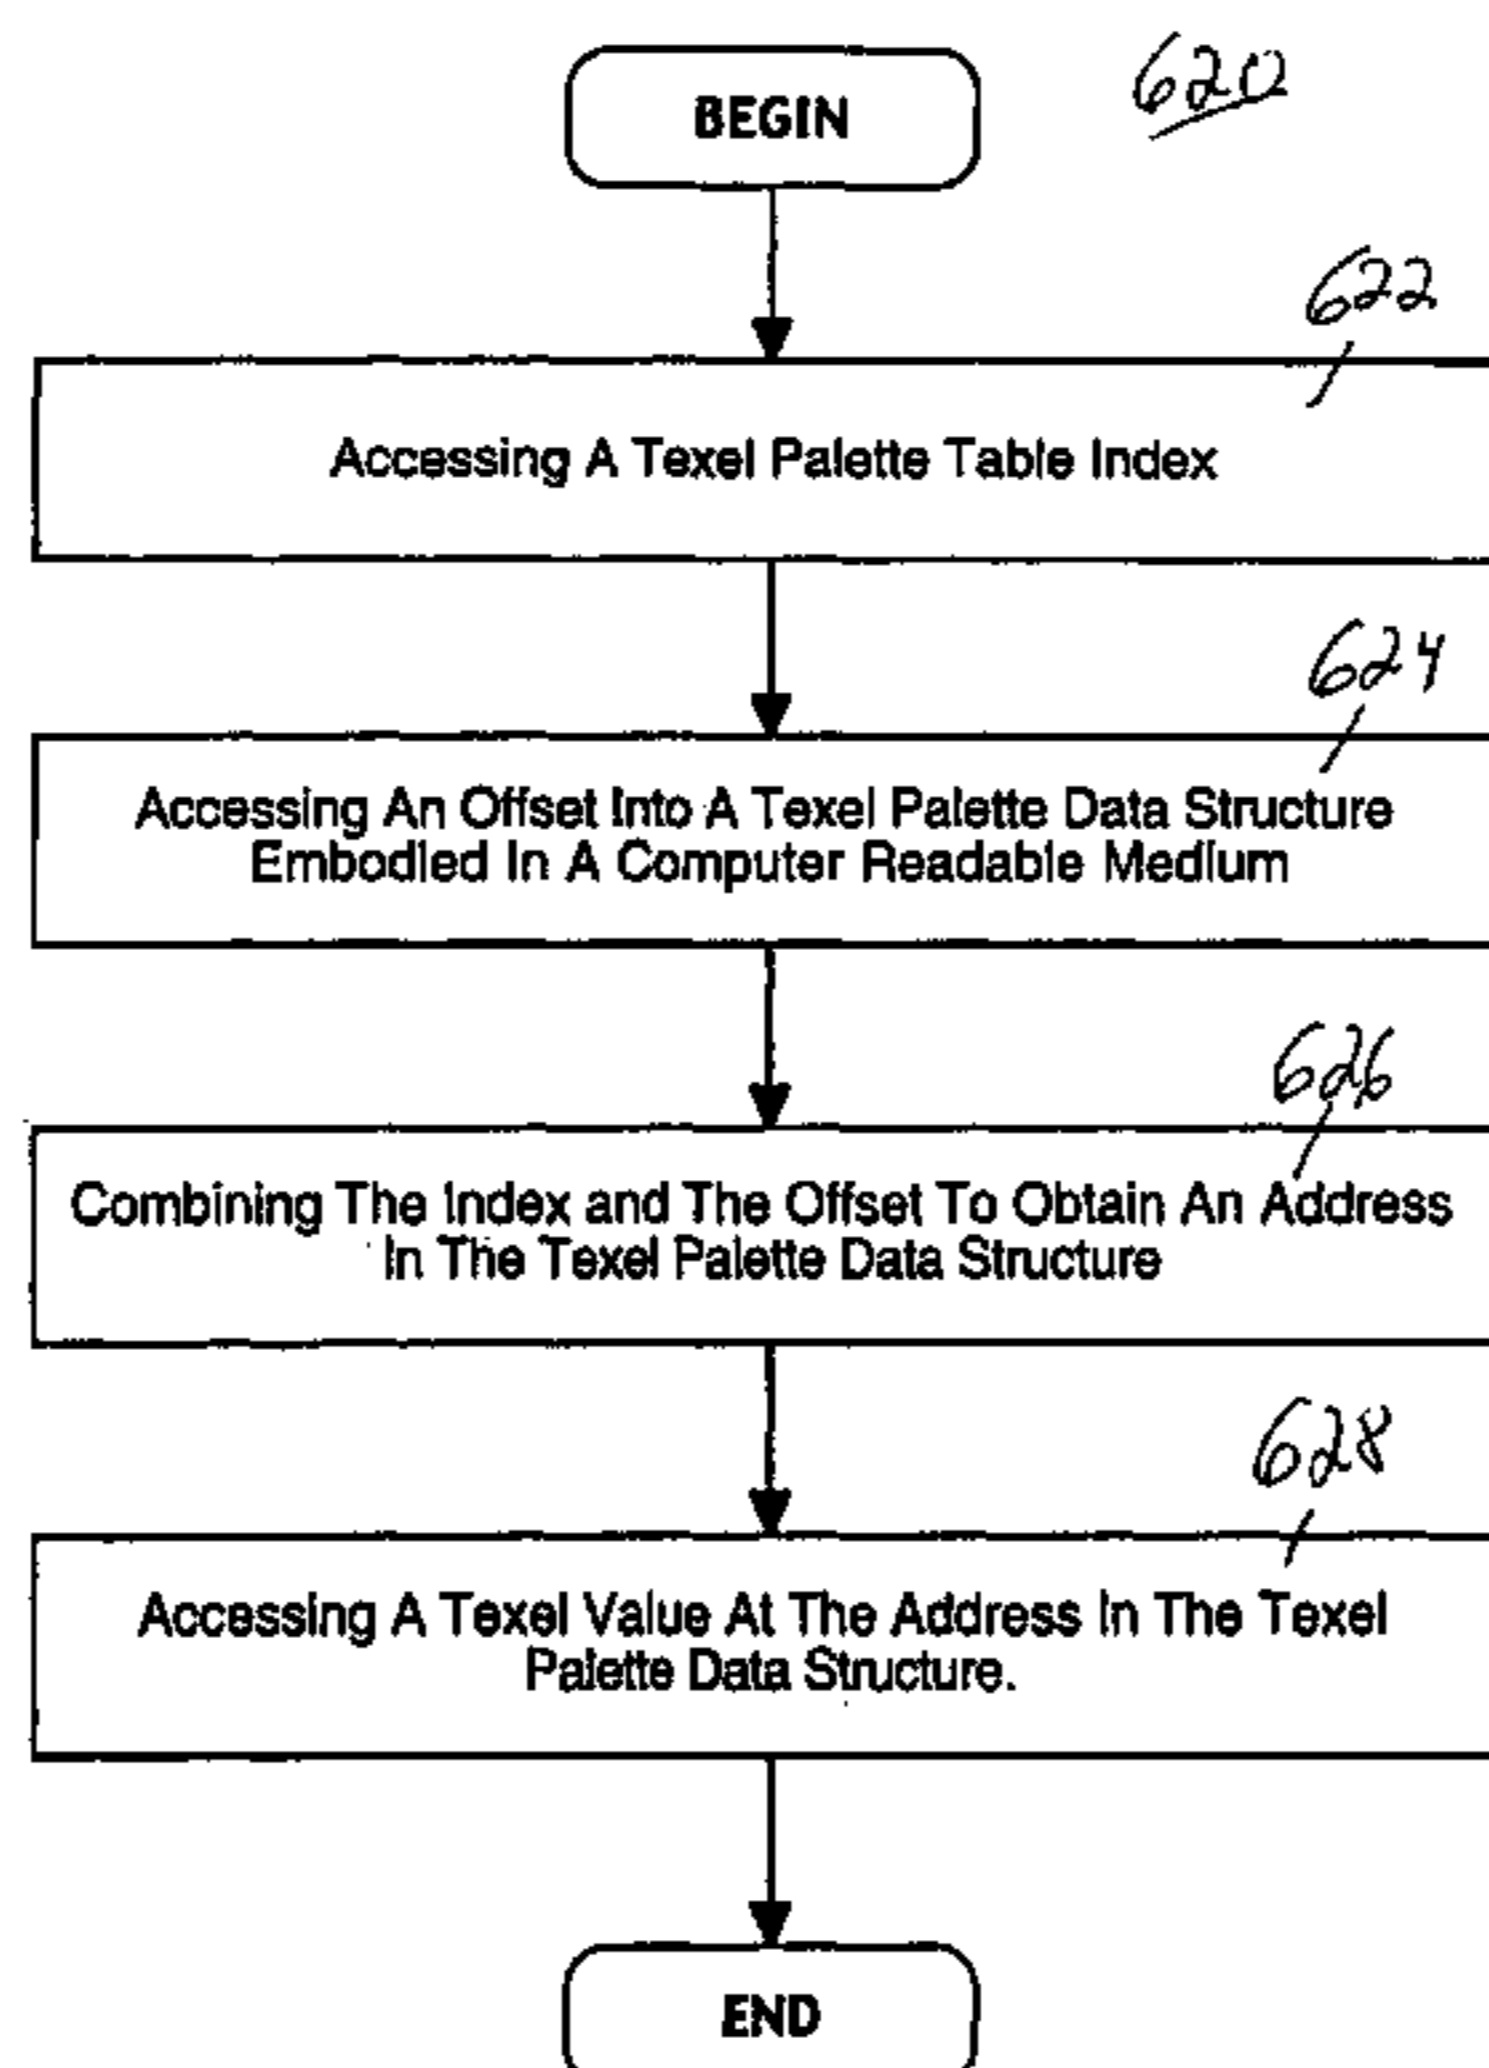 620
BEGIN
622
Accessing A Texel Palette Table Index
624
Accessing An Offset Into A Texel Palette Data Structure
Embodied In A Computer Readable Medium
626
Combining The Index and The Offset To Obtain An Address
In The Texel Palette Data Structure
628
Accessing A Texel Value At The Address In The Texel
Palette Data Structure.
END